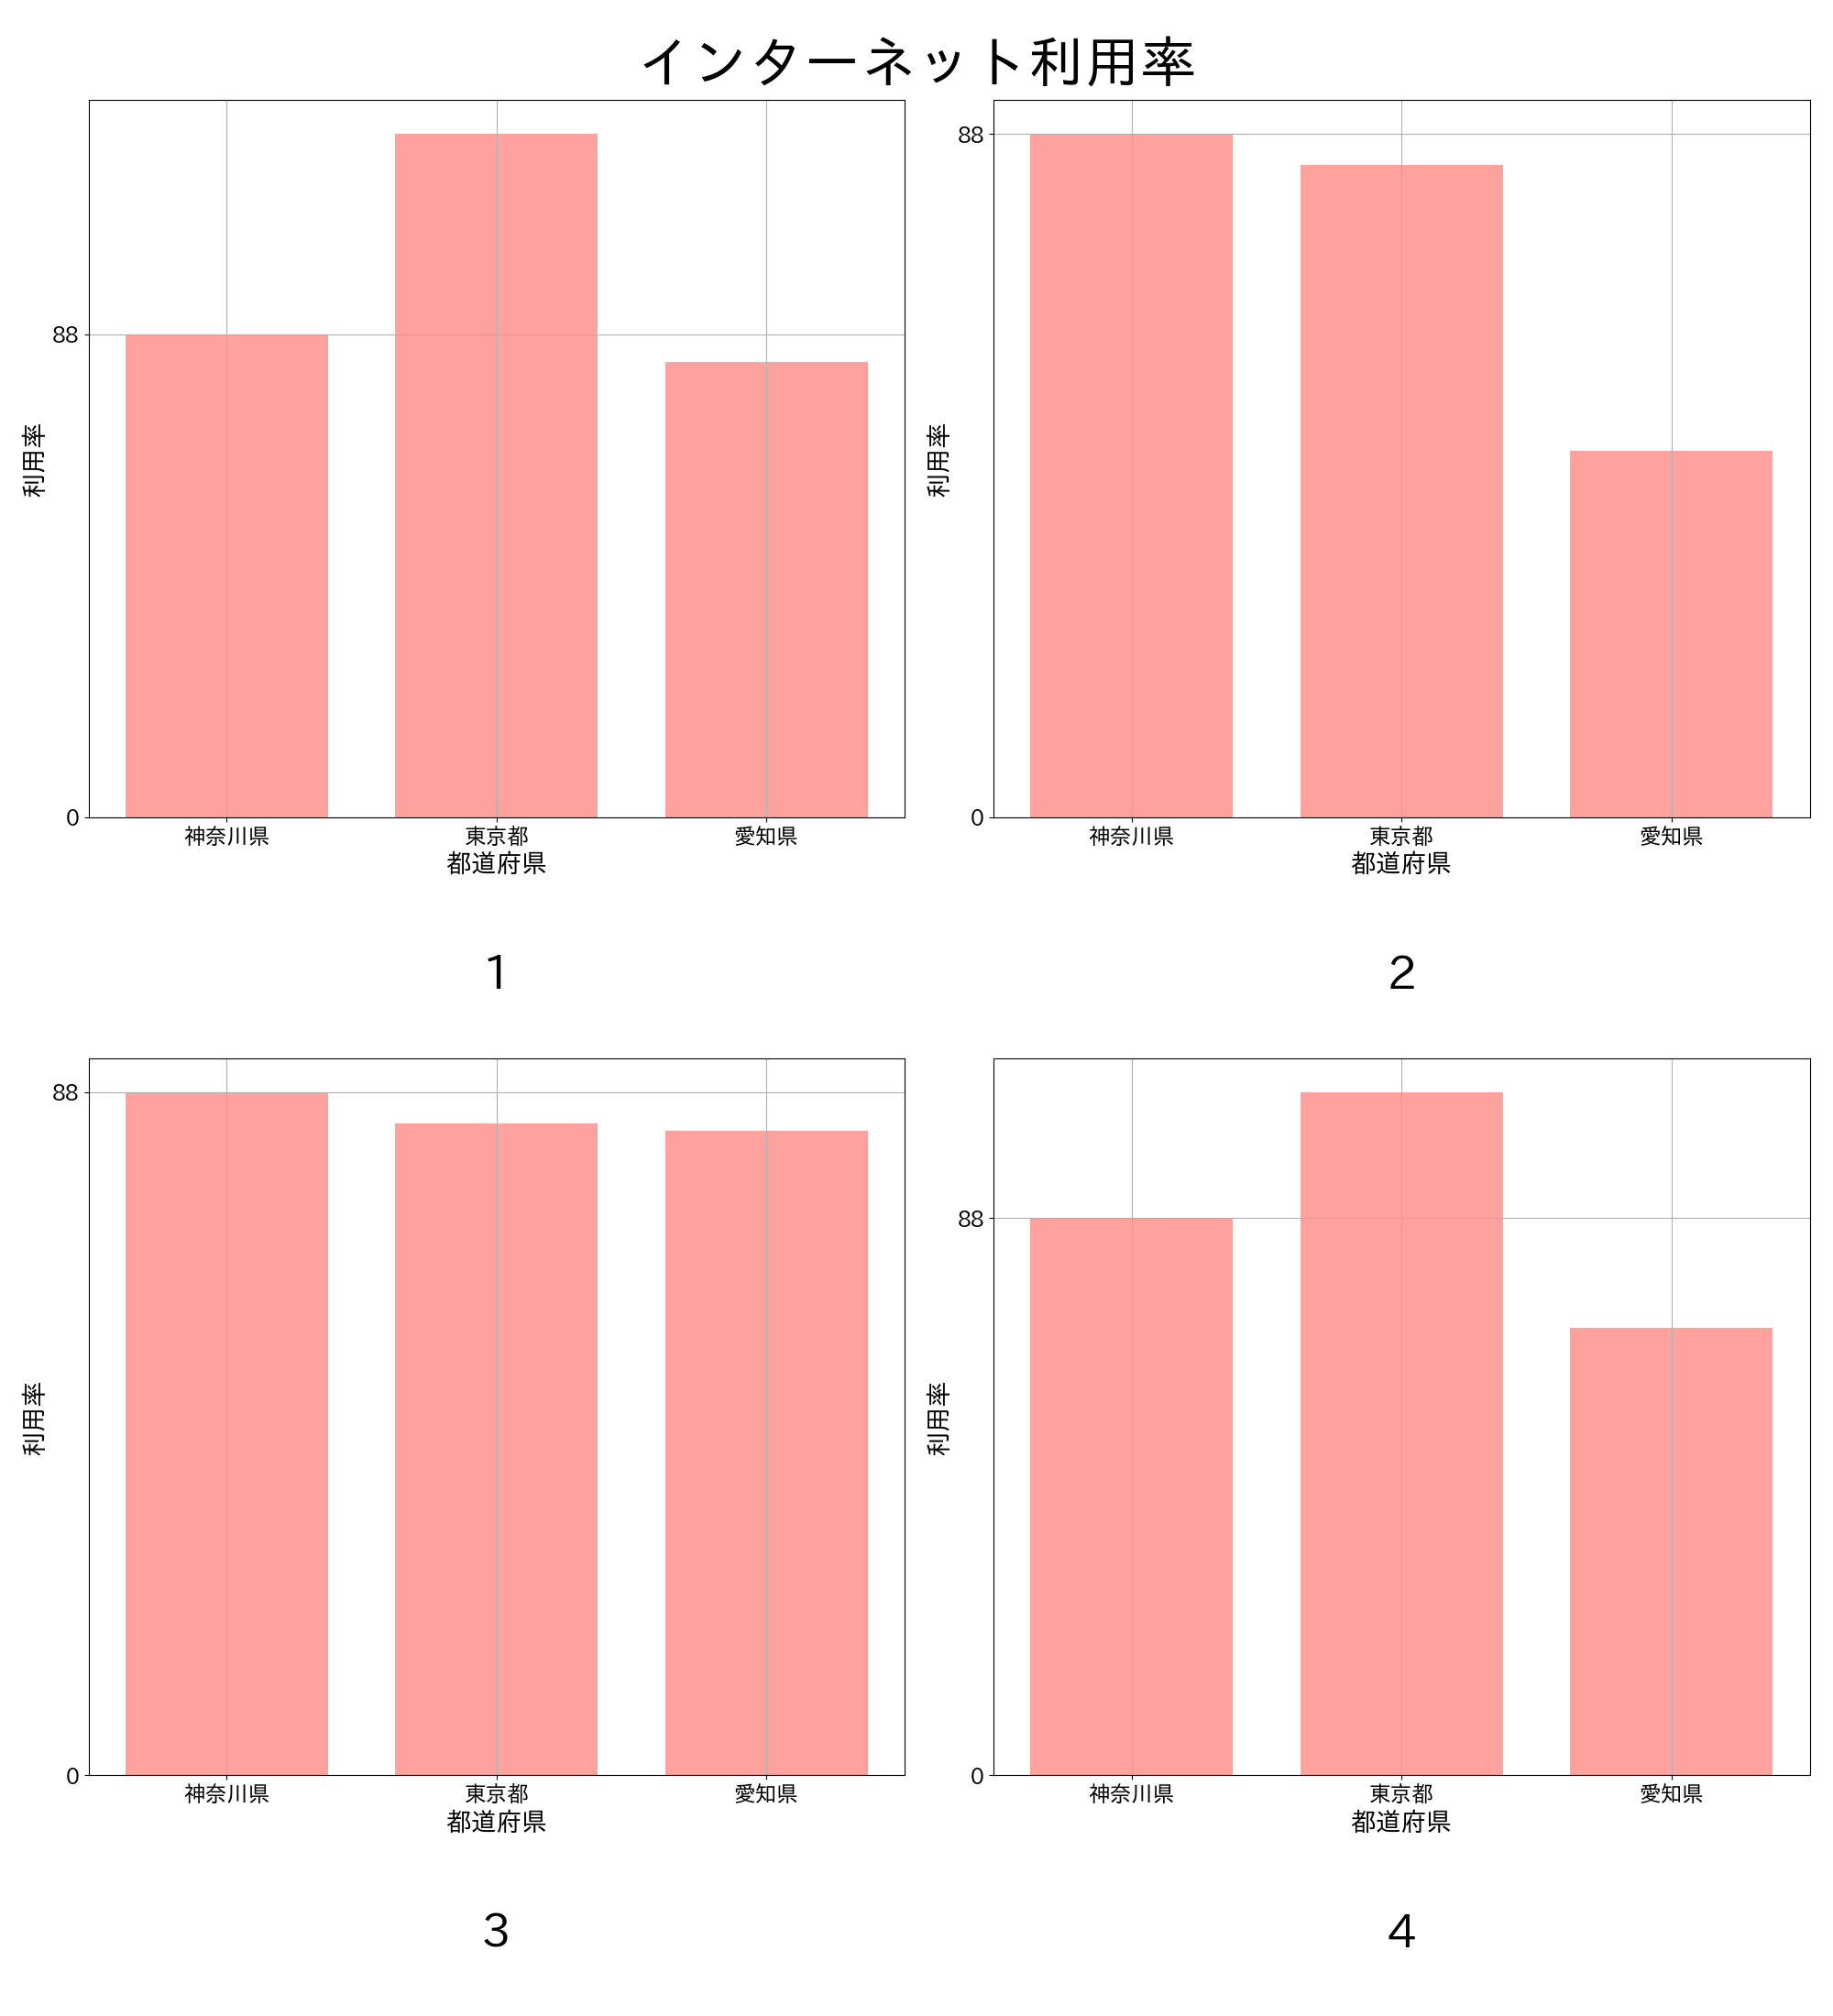 インターネット利用率
88
0
利用率
神奈川県 東京都 愛知県
都道府県
1
88
0
利用率
神奈川県 東京都 愛知県
都道府県
2
88
0
利用率
神奈川県 東京都 愛知県
都道府県
3
88
0
利用率
神奈川県 東京都 愛知県
都道府県
4